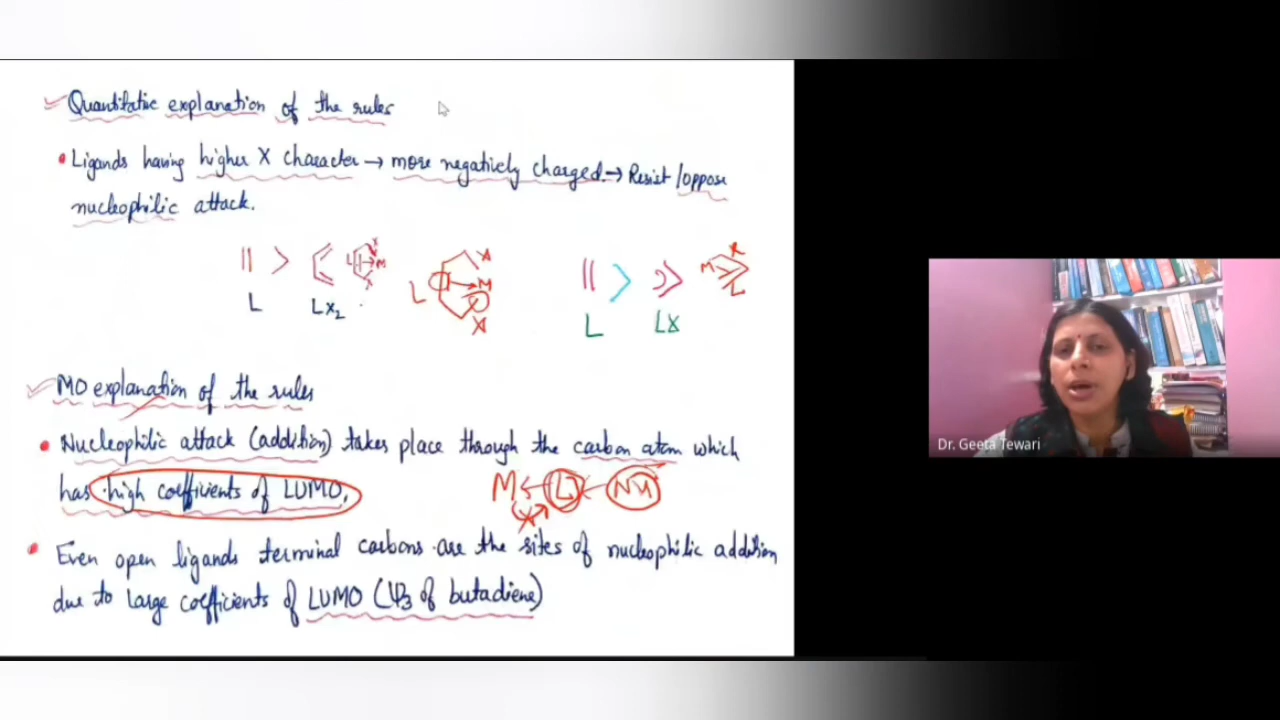 Quantitatic explanation of the rules
• Ligands having higher X character → more negatively charged. → Resist /oppose
nucleophilic attack.
|| > L X M X
L LX2
L M X
|| > X M L
L LX
MO explanation of the rules
• Nucleophilic attack (addition) takes place through the carbon atom which
has high coefficients of LUMO,
M ← L ← Nu
X
• Even open ligands terminal carbons are the sites of nucleophilic addition
due to large coefficients of LUMO (Ψ3 of butadiene)
Dr. Geeta Tewari